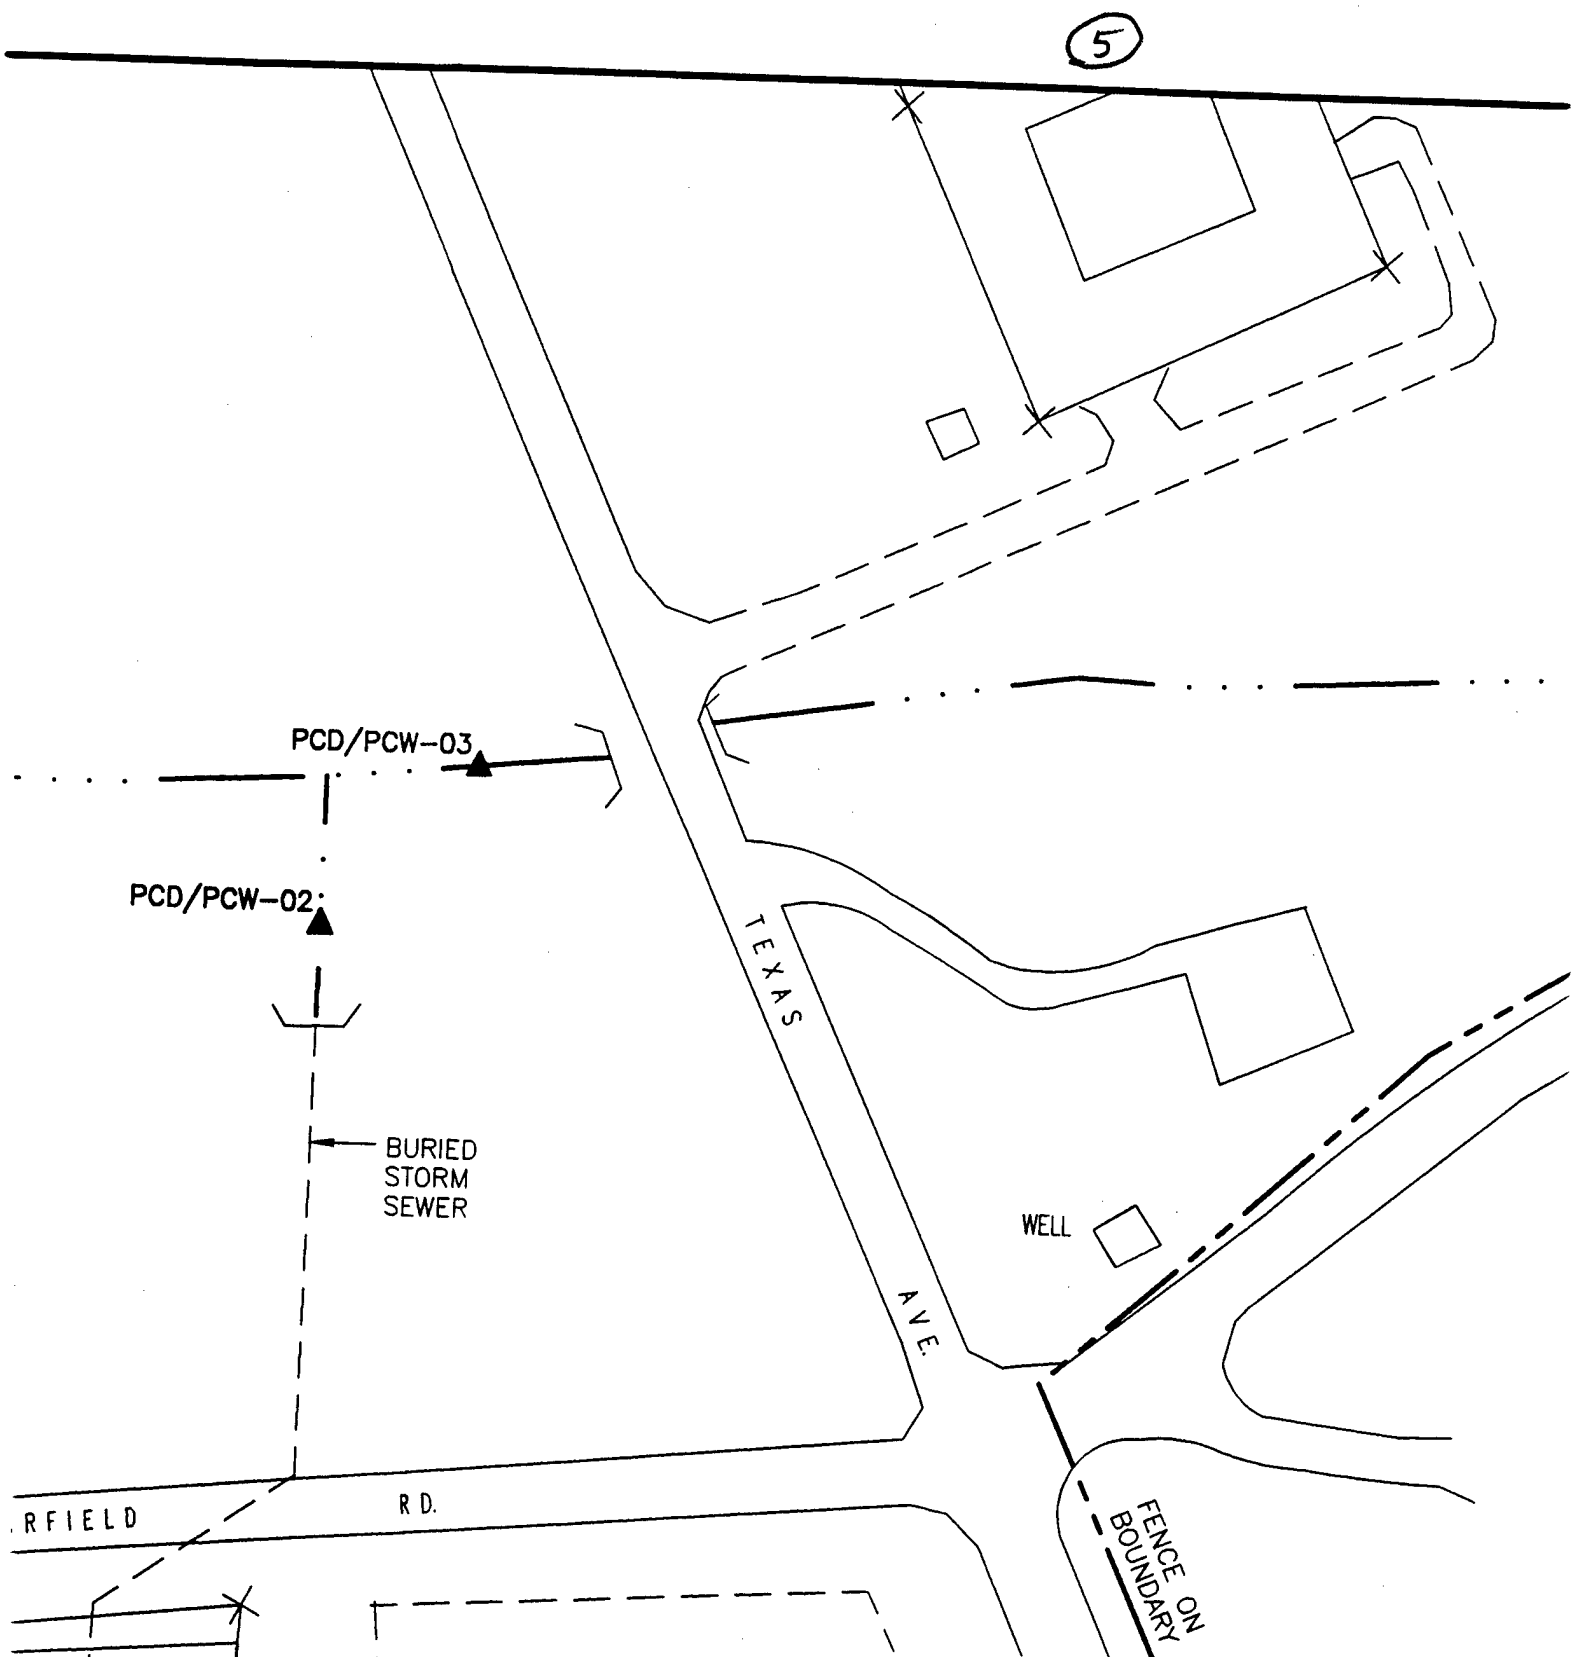 5
PCD/PCW-03
PCD/PCW-02
TEXAS
AVE.
BURIED
STORM
SEWER
WELL
RFIELD
RD.
FENCE ON
BOUNDARY